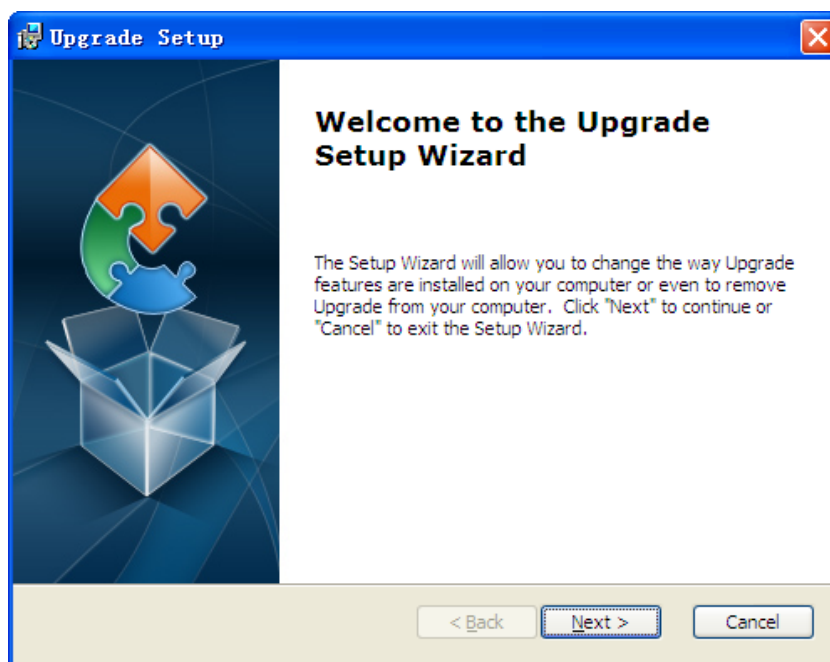 Upgrade Setup
Welcome to the Upgrade
Setup Wizard
The Setup Wizard will allow you to change the way Upgrade
features are installed on your computer or even to remove
Upgrade from your computer.  Click "Next" to continue or
"Cancel" to exit the Setup Wizard.
< Back
Next >
Cancel